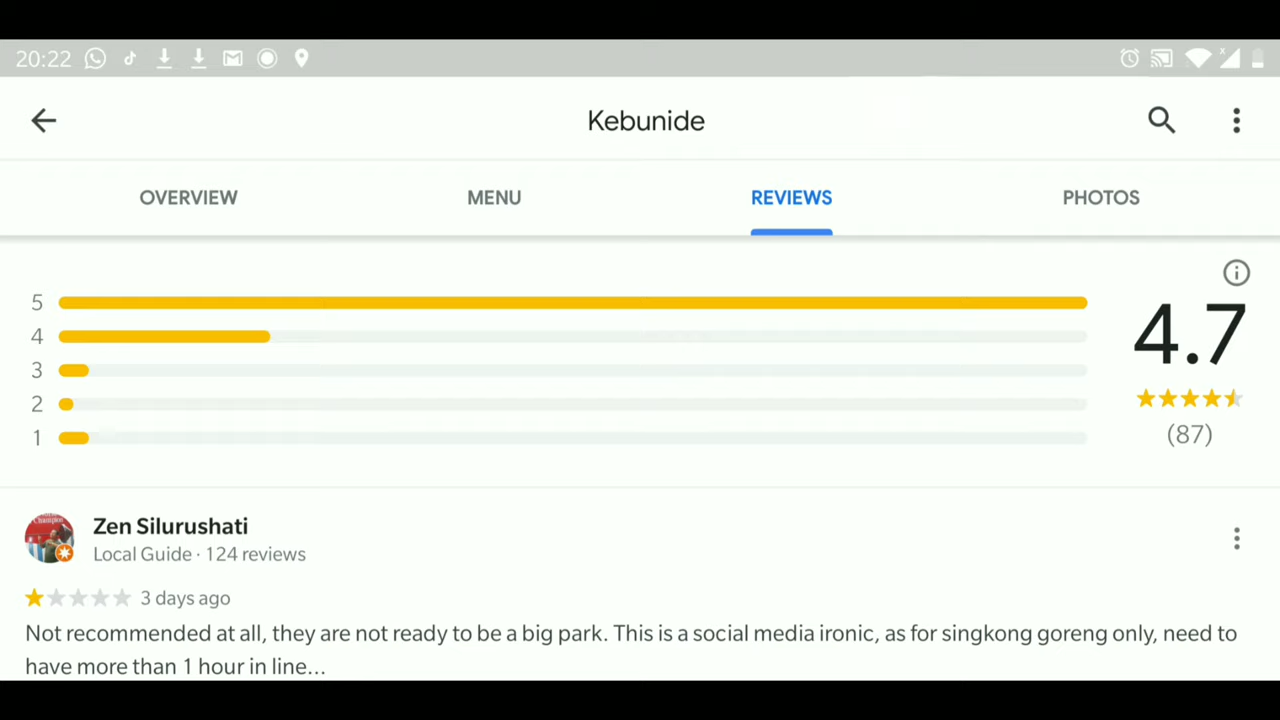 20:22
Kebunide
OVERVIEW MENU REVIEWS PHOTOS
5
4
3
2
1
4.7
(87)
Zen Silurushati
Local Guide · 124 reviews
3 days ago
Not recommended at all, they are not ready to be a big park. This is a social media ironic, as for singkong goreng only, need to
have more than 1 hour in line...